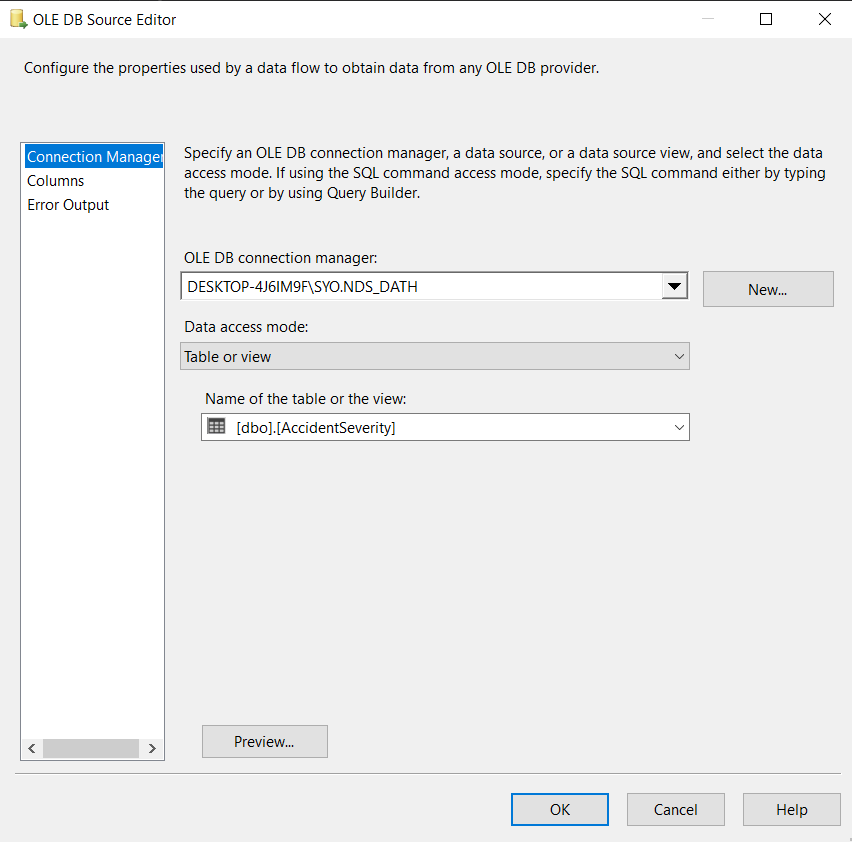 OLE DB Source Editor
Configure the properties used by a data flow to obtain data from any OLE DB provider.
Connection Manager
Columns
Error Output
Specify an OLE DB connection manager, a data source, or a data source view, and select the data
access mode. If using the SQL command access mode, specify the SQL command either by typing
the query or by using Query Builder.
OLE DB connection manager:
DESKTOP-4J6IM9F\SYO.NDS_DATH
New...
Data access mode:
Table or view
Name of the table or the view:
[dbo].[AccidentSeverity]
Preview...
OK
Cancel
Help